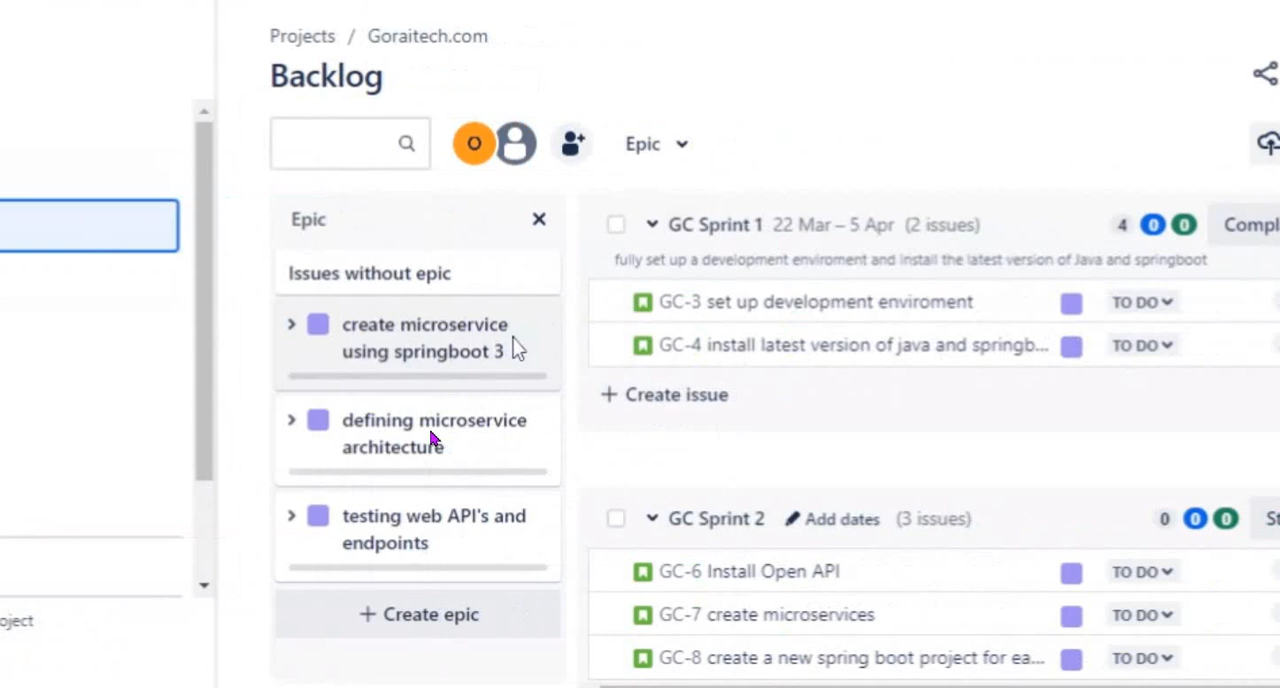 Projects / Goraitech.com
Backlog
O
Epic
Epic
Issues without epic
create microservice
using springboot 3
defining microservice
architecture
testing web API's and
endpoints
+ Create epic
GC Sprint 1 22 Mar – 5 Apr (2 issues) 4 0 0 Compl
fully set up a development enviroment and install the latest version of Java and springboot
GC-3 set up development enviroment TO DO
GC-4 install latest version of java and springb... TO DO
+ Create issue
GC Sprint 2 Add dates (3 issues) 0 0 0 St
GC-6 Install Open API TO DO
GC-7 create microservices TO DO
GC-8 create a new spring boot project for ea... TO DO
oject